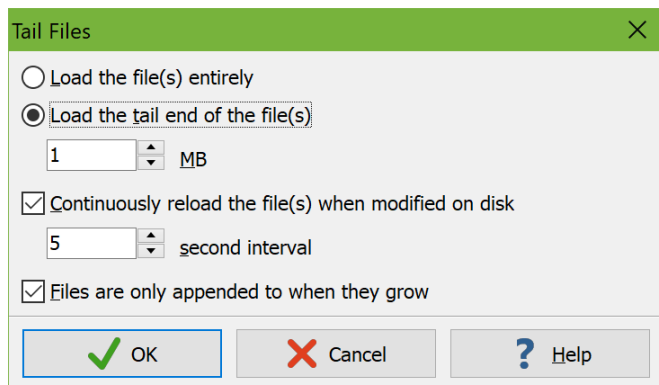 Tail Files
Load the file(s) entirely
Load the tail end of the file(s)
1 MB
Continuously reload the file(s) when modified on disk
5 second interval
Files are only appended to when they grow
OK Cancel ? Help